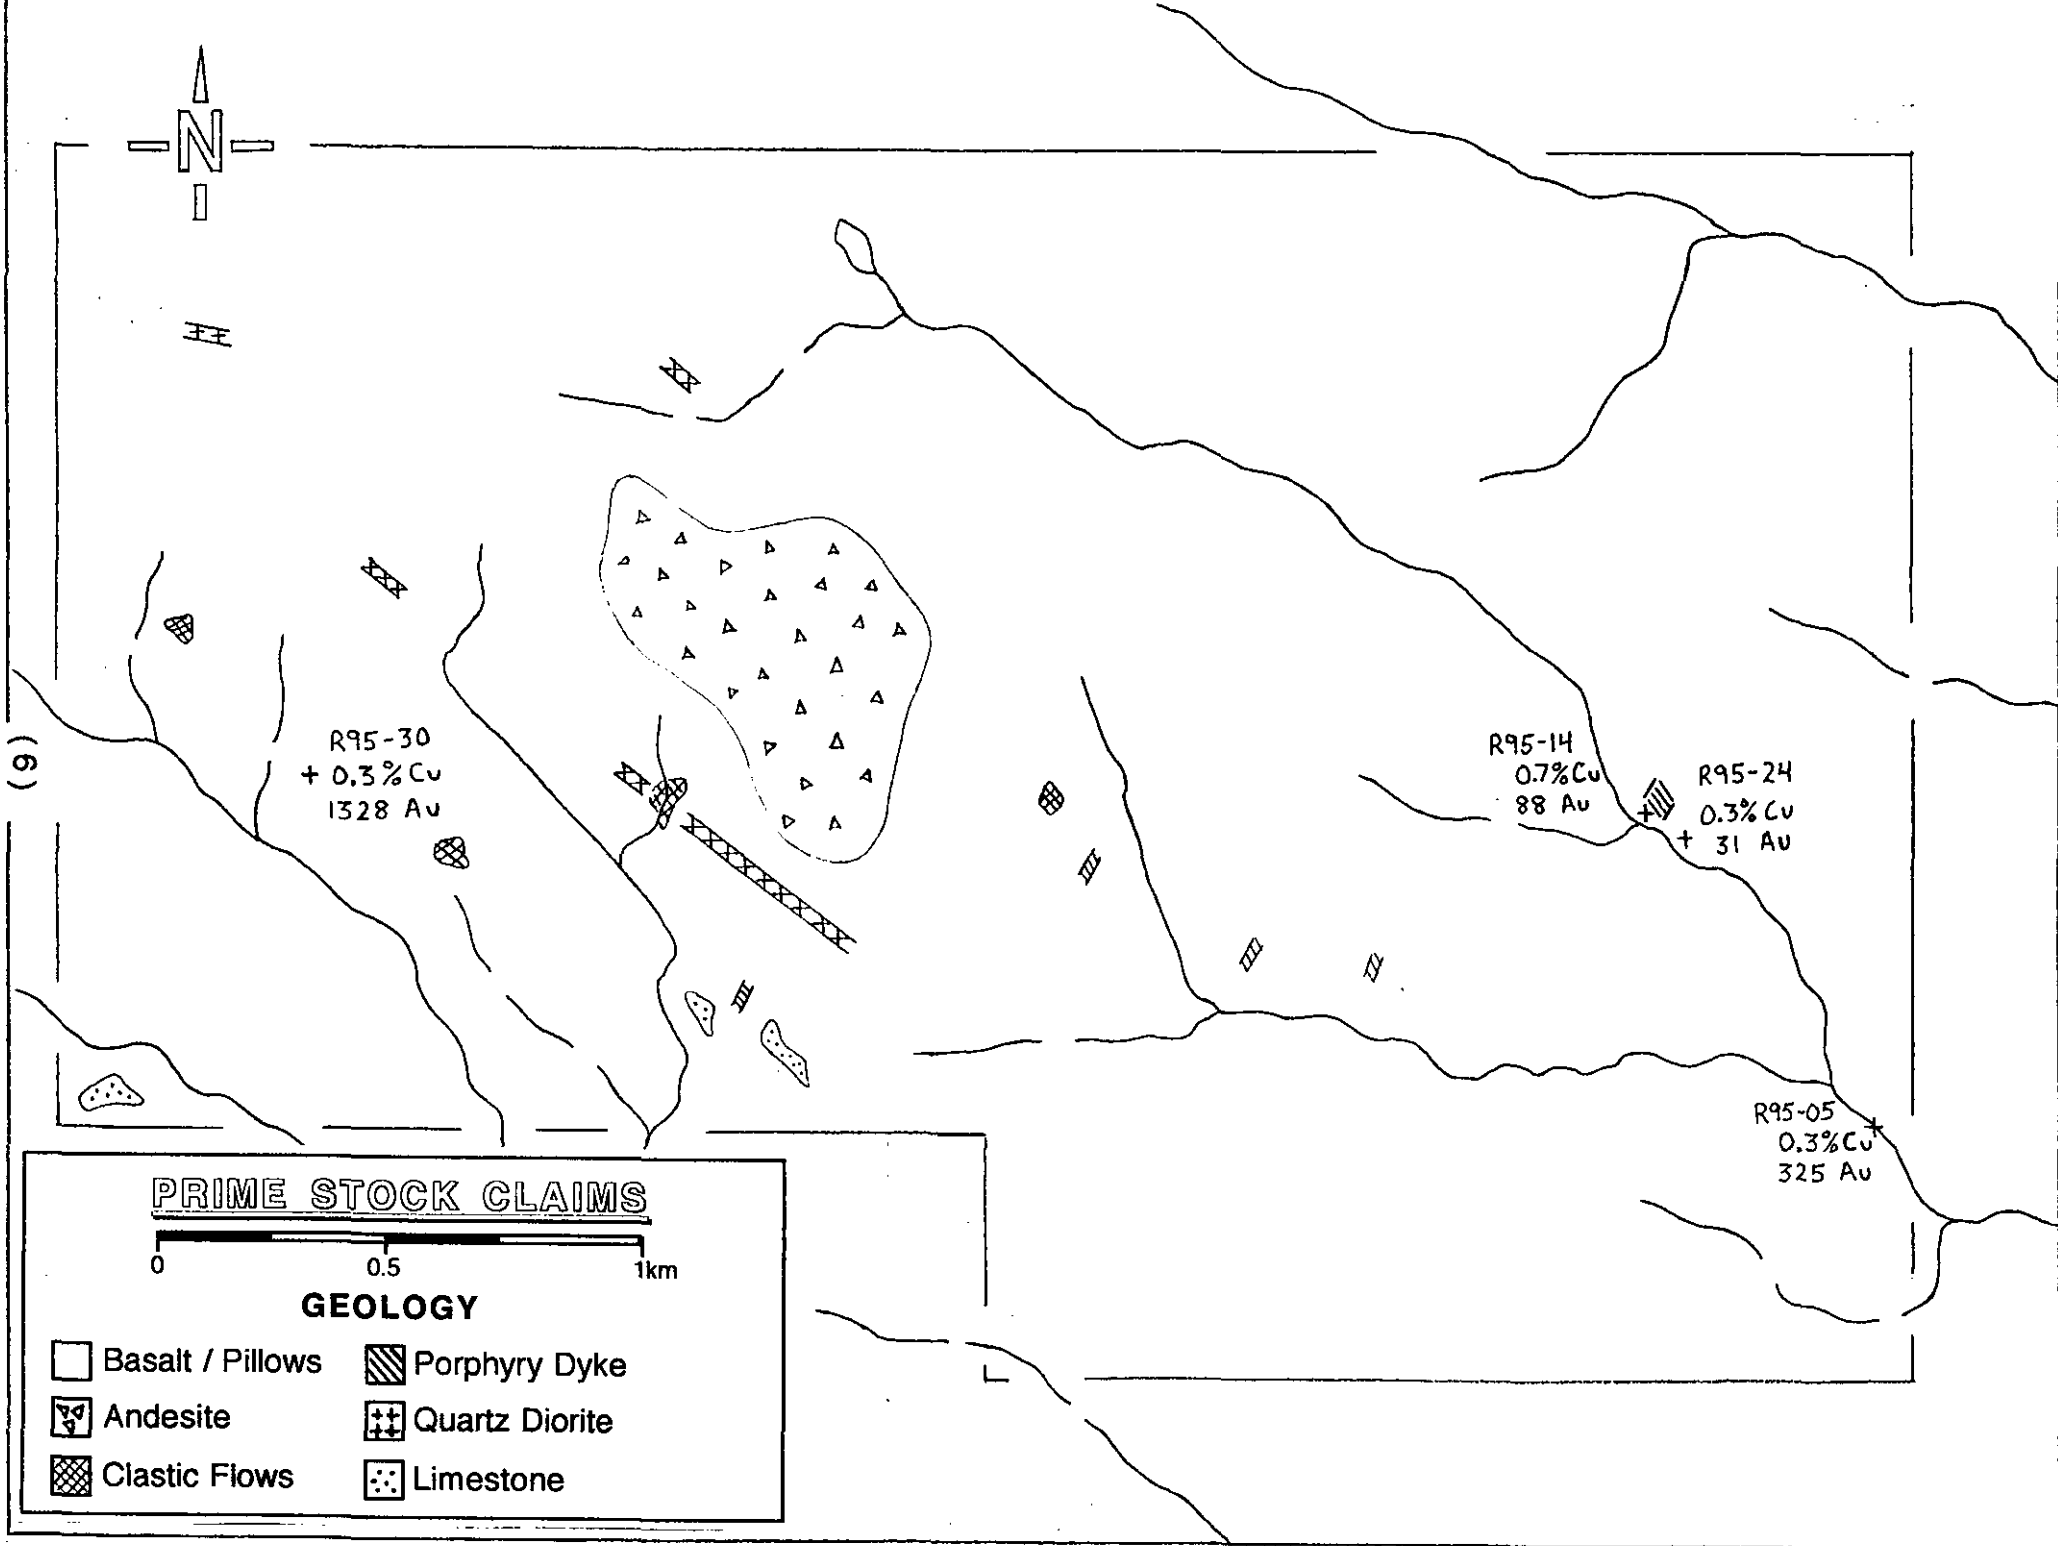 N
R95-30
+ 0.3% Cu
1328 Au
R95-14
0.7% Cu
88 Au
R95-24
0.3% Cu
+ 31 Au
R95-05
0.3% Cu
325 Au
(9)
PRIME STOCK CLAIMS
0 0.5 1km
GEOLOGY
Basalt / Pillows
Porphyry Dyke
Andesite
Quartz Diorite
Clastic Flows
Limestone